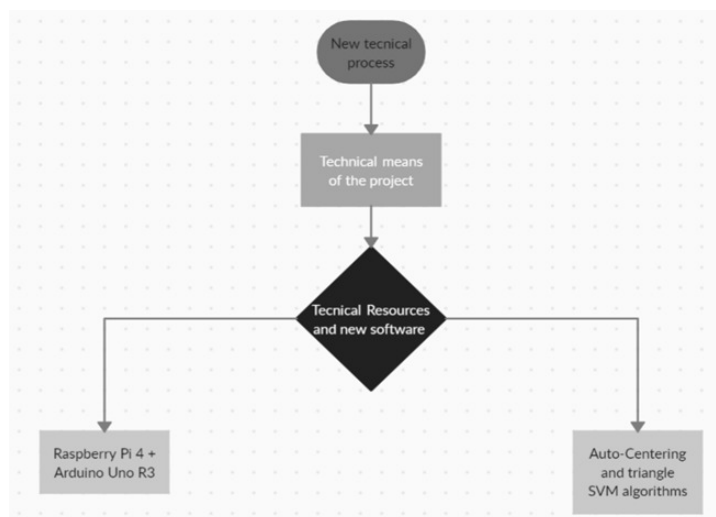 New tecnical
process
Technical means
of the project
Tecnical Resources
and new software
Raspberry Pi 4 +
Arduino Uno R3
Auto-Centering
and triangle
SVM algorithms